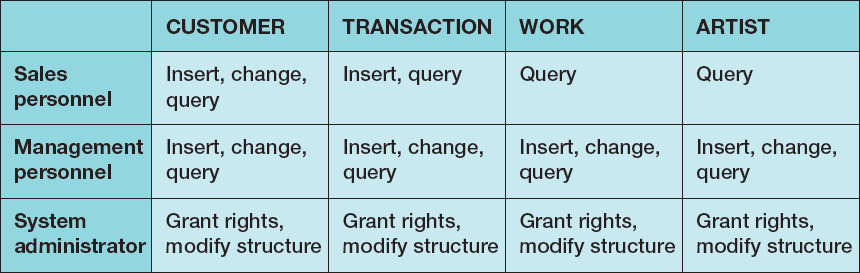 CUSTOMER TRANSACTION WORK ARTIST
Sales personnel
Insert, change, query
Insert, query
Query
Query
Management personnel
Insert, change, query
Insert, change, query
Insert, change, query
Insert, change, query
System administrator
Grant rights, modify structure
Grant rights, modify structure
Grant rights, modify structure
Grant rights, modify structure